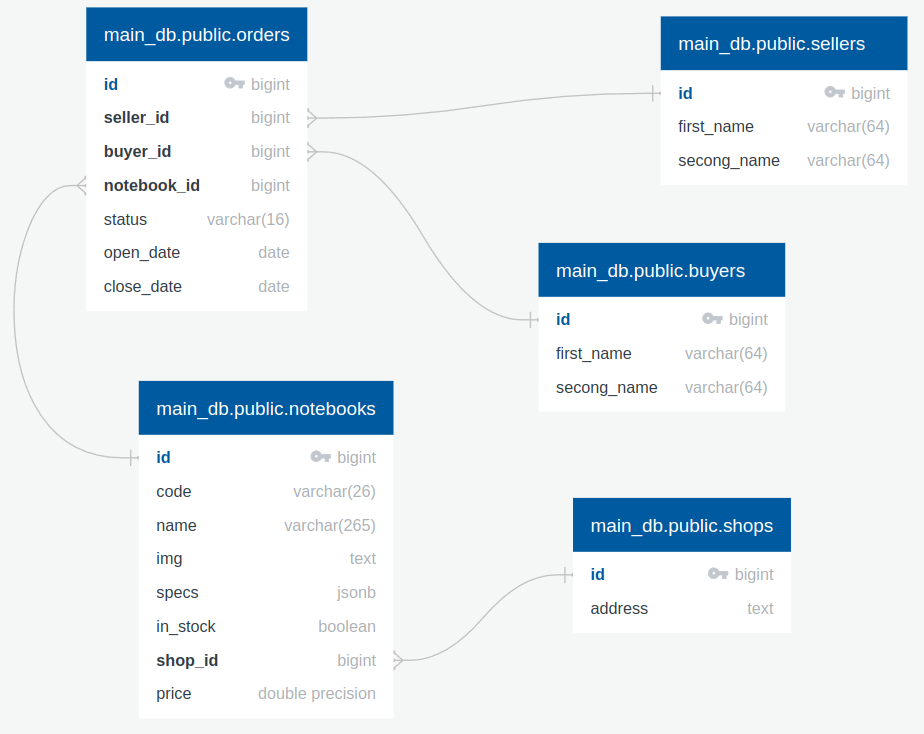 main_db.public.orders
id bigint
seller_id bigint
buyer_id bigint
notebook_id bigint
status varchar(16)
open_date date
close_date date
main_db.public.sellers
id bigint
first_name varchar(64)
secong_name varchar(64)
main_db.public.buyers
id bigint
first_name varchar(64)
secong_name varchar(64)
main_db.public.notebooks
id bigint
code varchar(26)
name varchar(265)
img text
specs jsonb
in_stock boolean
shop_id bigint
price double precision
main_db.public.shops
id bigint
address text